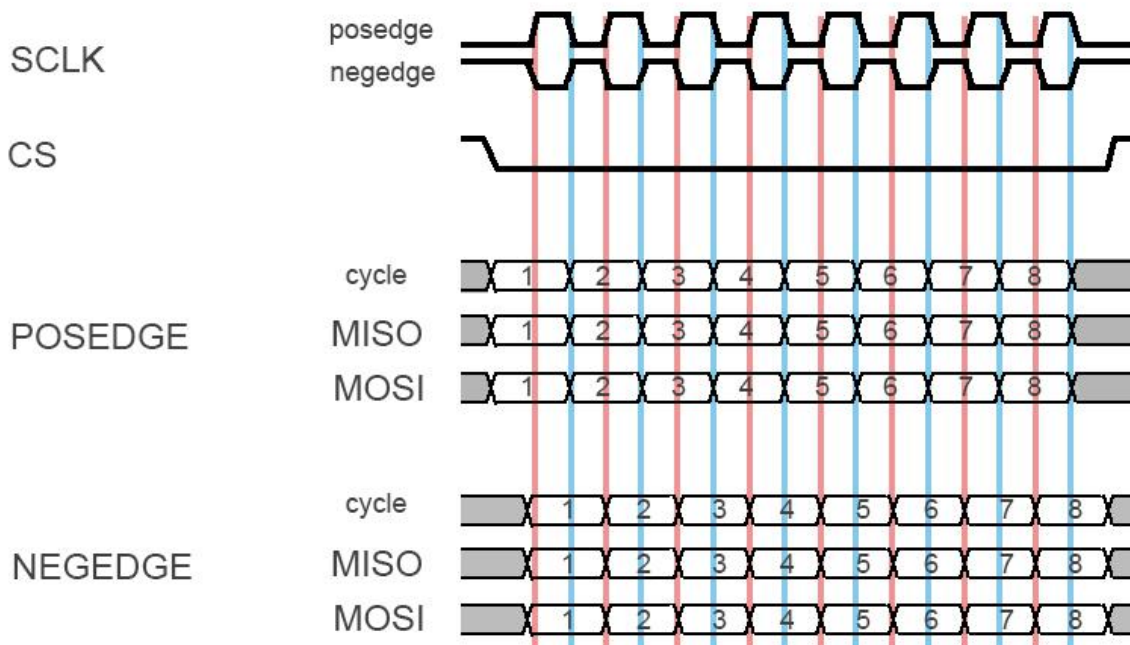 SCLK
posedge
negedge
CS
cycle 1 2 3 4 5 6 7 8
POSEDGE MISO 1 2 3 4 5 6 7 8
MOSI 1 2 3 4 5 6 7 8
cycle 1 2 3 4 5 6 7 8
NEGEDGE MISO 1 2 3 4 5 6 7 8
MOSI 1 2 3 4 5 6 7 8